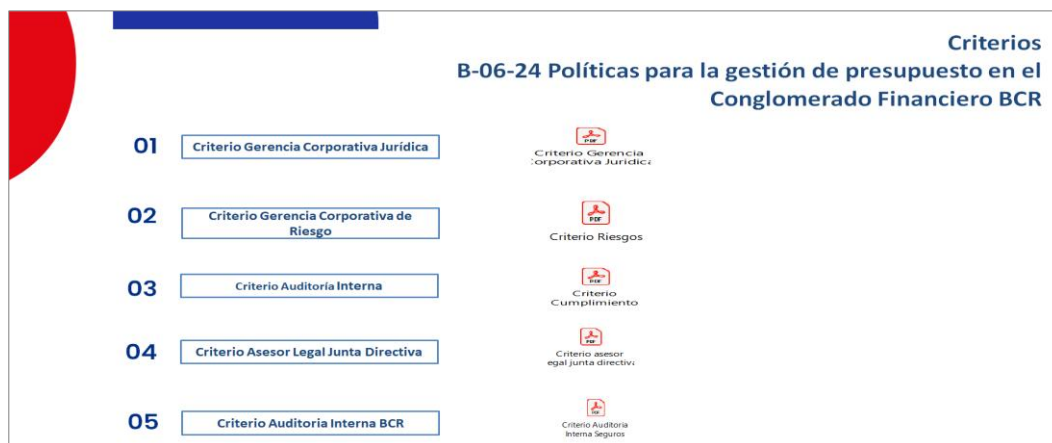 Criterios
B-06-24 Políticas para la gestión de presupuesto en el
Conglomerado Financiero BCR
01
Criterio Gerencia Corporativa Jurídica
PDF
Criterio Gerencia
Corporativa Juridica
02
Criterio Gerencia Corporativa de
Riesgo
PDF
Criterio Riesgos
03
Criterio Auditoría Interna
PDF
Criterio
Cumplimiento
04
Criterio Asesor Legal Junta Directiva
PDF
Criterio asesor
legal junta directiva
05
Criterio Auditoria Interna BCR
PDF
Criterio Auditoria
Interna Seguros